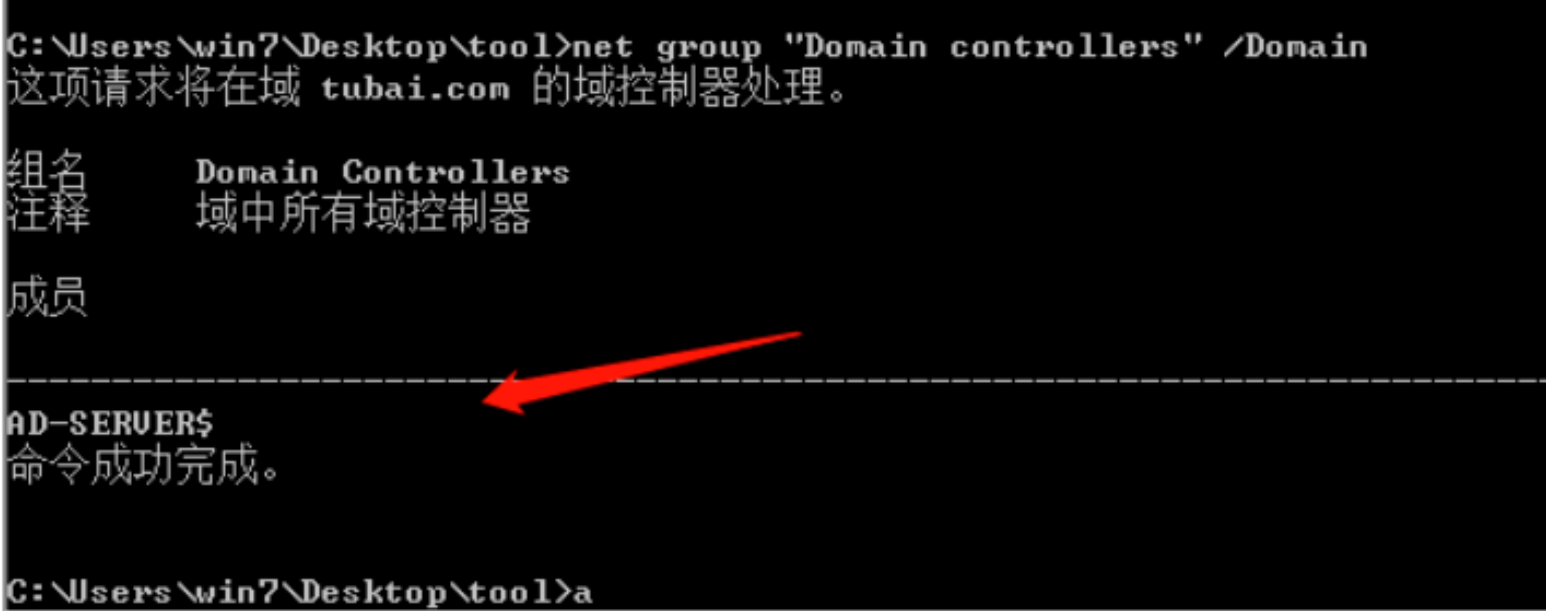 C:\Users\win7\Desktop\tool>net group "Domain controllers" /Domain
这项请求将在域 tubai.com 的域控制器处理。
组名     Domain Controllers
注释     域中所有域控制器
成员
-------------------------------------------------------------------------
AD-SERVER$
命令成功完成。
C:\Users\win7\Desktop\tool>a